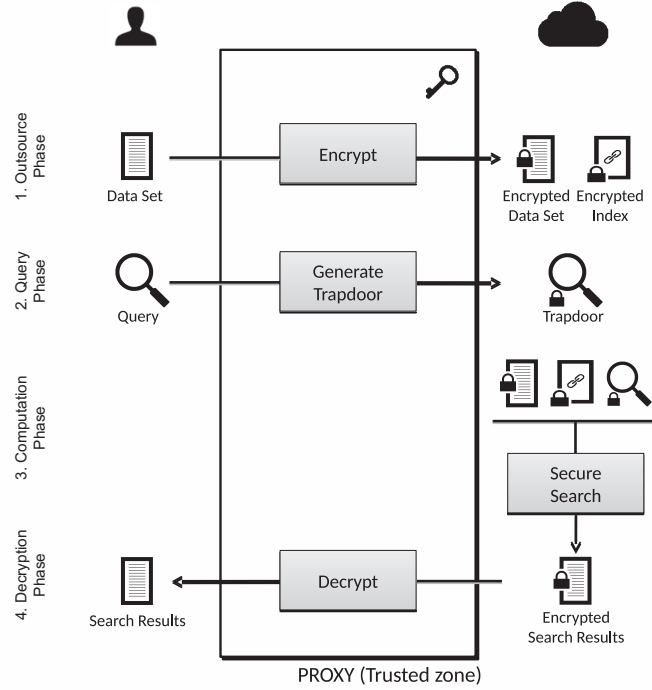 1. Outsource
Phase
Data Set
Encrypt
Encrypted
Data Set
Encrypted
Index
2. Query
Phase
Query
Generate
Trapdoor
Trapdoor
3. Computation
Phase
Secure
Search
4. Decryption
Phase
Search Results
Decrypt
Encrypted
Search Results
PROXY (Trusted zone)